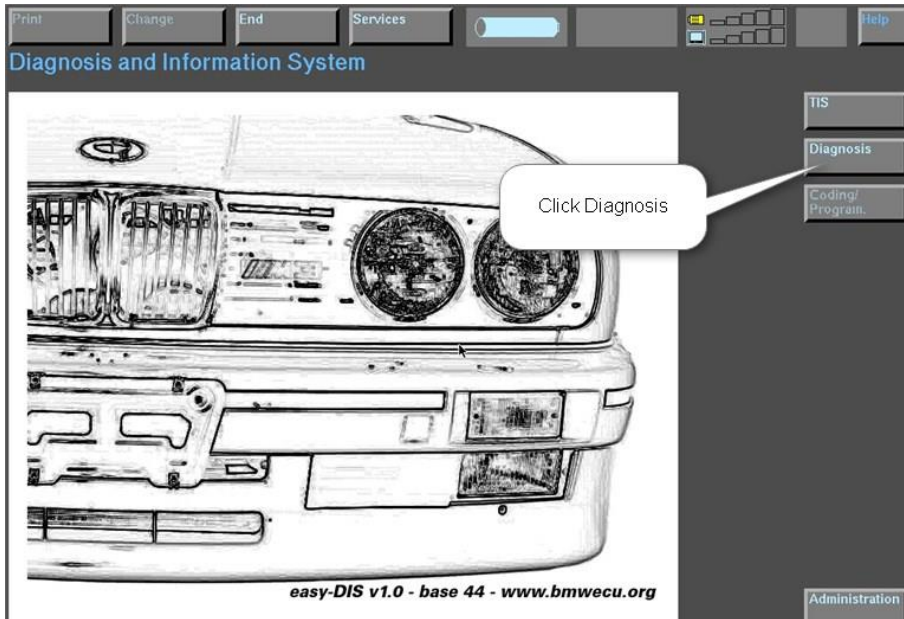 Print
Change
End
Services
Help
Diagnosis and Information System
TIS
Diagnosis
Click Diagnosis
Coding/
Program.
easy-DIS v1.0 - base 44 - www.bmwecu.org
Administration